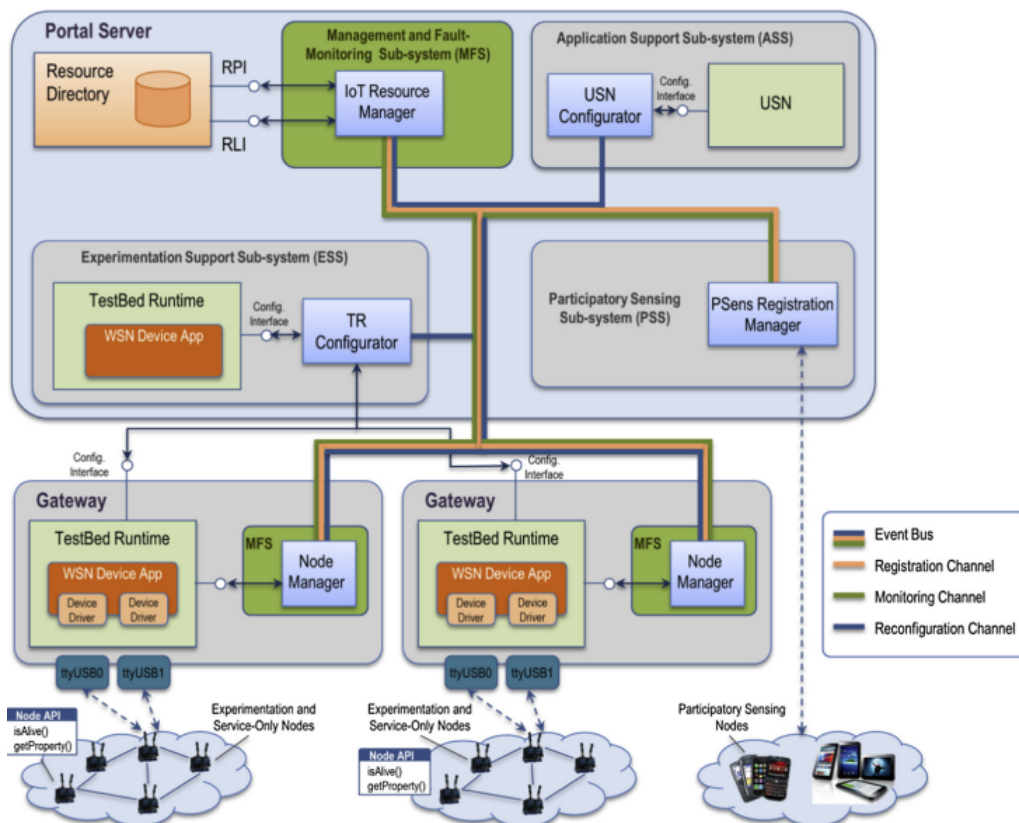 Portal Server
Resource
Directory
RPI
RLI
Management and Fault-
Monitoring Sub-system (MFS)
IoT Resource
Manager
Application Support Sub-system (ASS)
USN
Configurator
Config.
Interface
USN
Experimentation Support Sub-system (ESS)
TestBed Runtime
WSN Device App
Config.
Interface
TR
Configurator
Participatory Sensing
Sub-system (PSS)
PSens Registration
Manager
Config.
Interface
Config.
Interface
Gateway
TestBed Runtime
WSN Device App
Device
Driver
Device
Driver
MFS
Node
Manager
ttyUSB0
ttyUSB1
Gateway
TestBed Runtime
WSN Device App
Device
Driver
Device
Driver
MFS
Node
Manager
ttyUSB0
ttyUSB1
Event Bus
Registration Channel
Monitoring Channel
Reconfiguration Channel
Node API
isAlive()
getProperty()
Experimentation and
Service-Only Nodes
Experimentation and
Service-Only Nodes
Node API
isAlive()
getProperty()
Participatory Sensing
Nodes